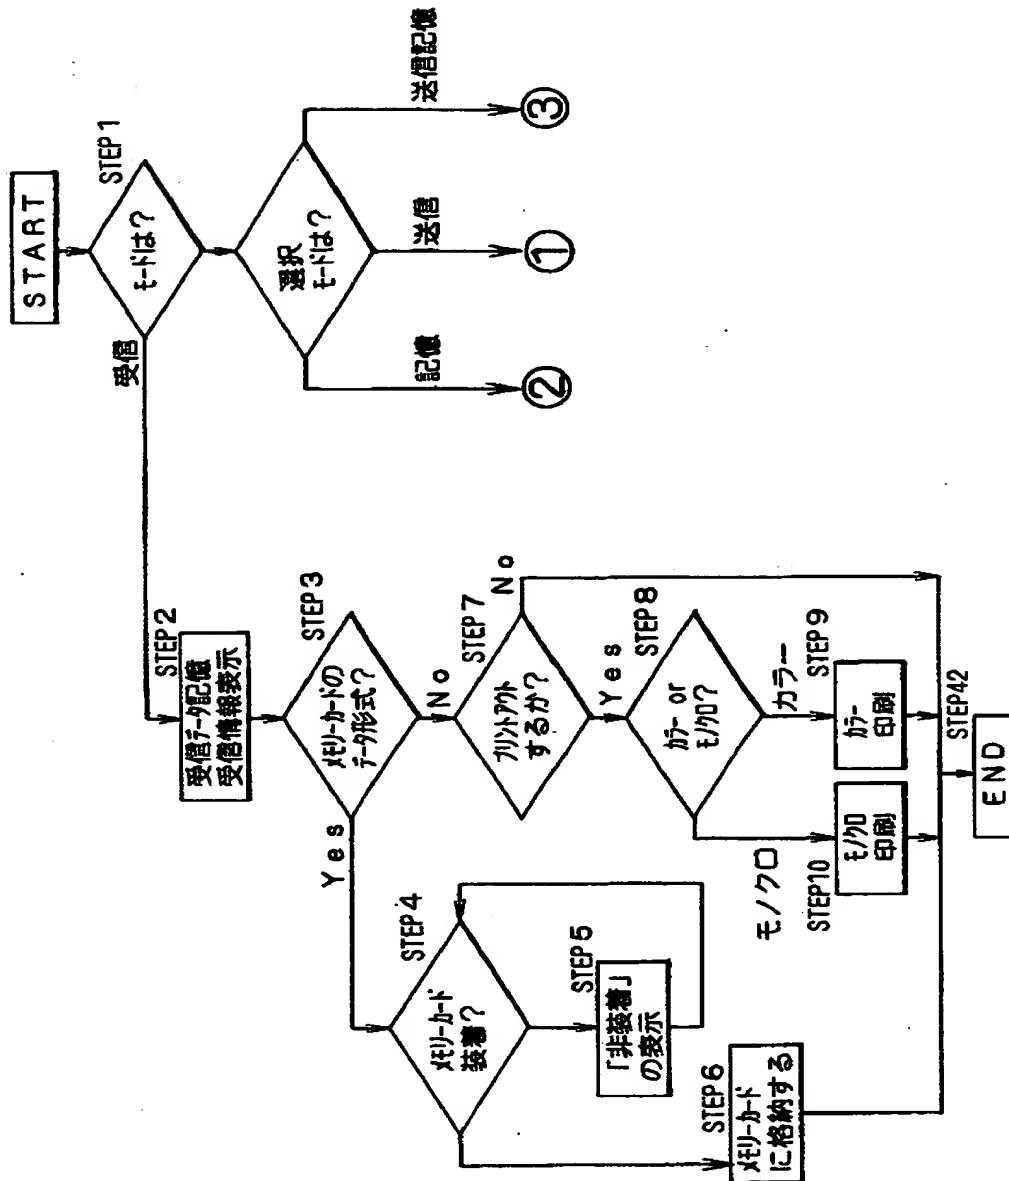 START
STEP1
モードは?
受信
選択
モードは?
記憶
送信
送信記憶
②
①
③
STEP2
受信データ記憶
受信情報表示
STEP3
メモリーカードの
データ形式?
Yes
No
STEP4
メモリーカード
装着?
STEP5
「非装着」
の表示
STEP6
メモリーカード
に格納する
STEP7
プリントアウト
するか?
No
Yes
STEP8
カラー or
モノクロ?
モノクロ
カラー
STEP10
モノクロ
印刷
STEP9
カラー
印刷
STEP42
END